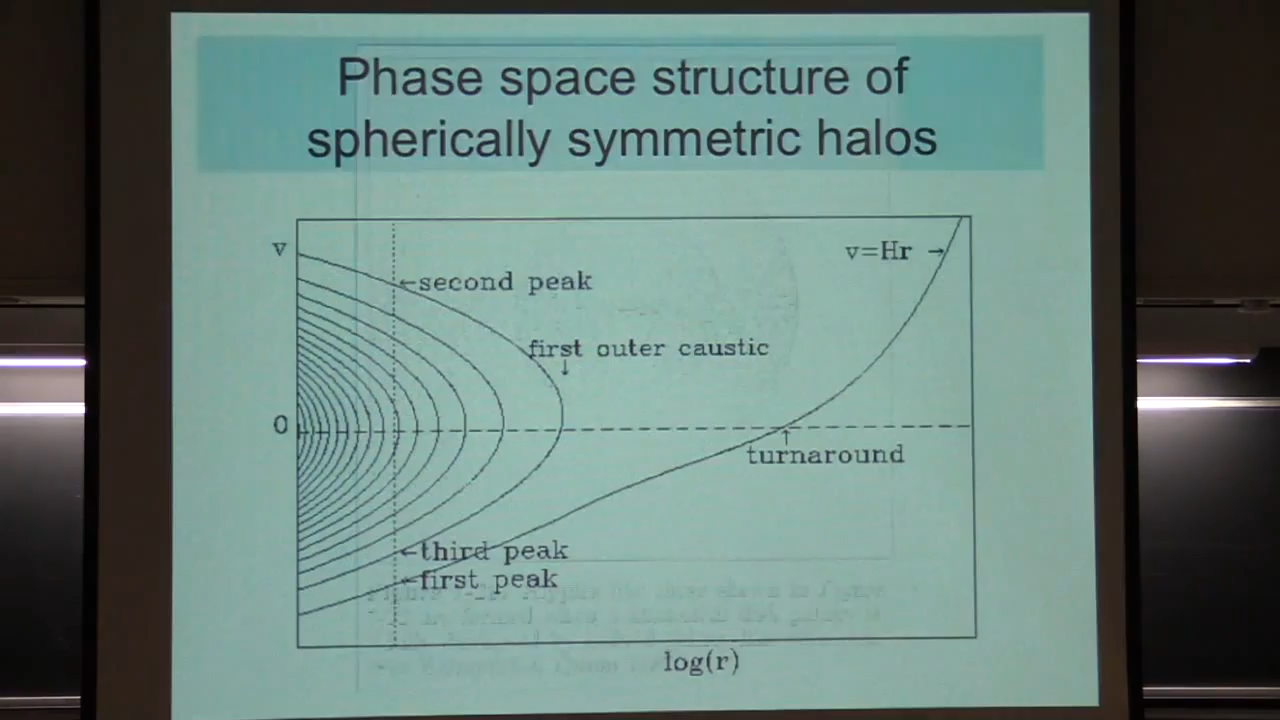 Phase space structure of
spherically symmetric halos
v
v=Hr
second peak
first outer caustic
0
turnaround
third peak
first peak
log(r)